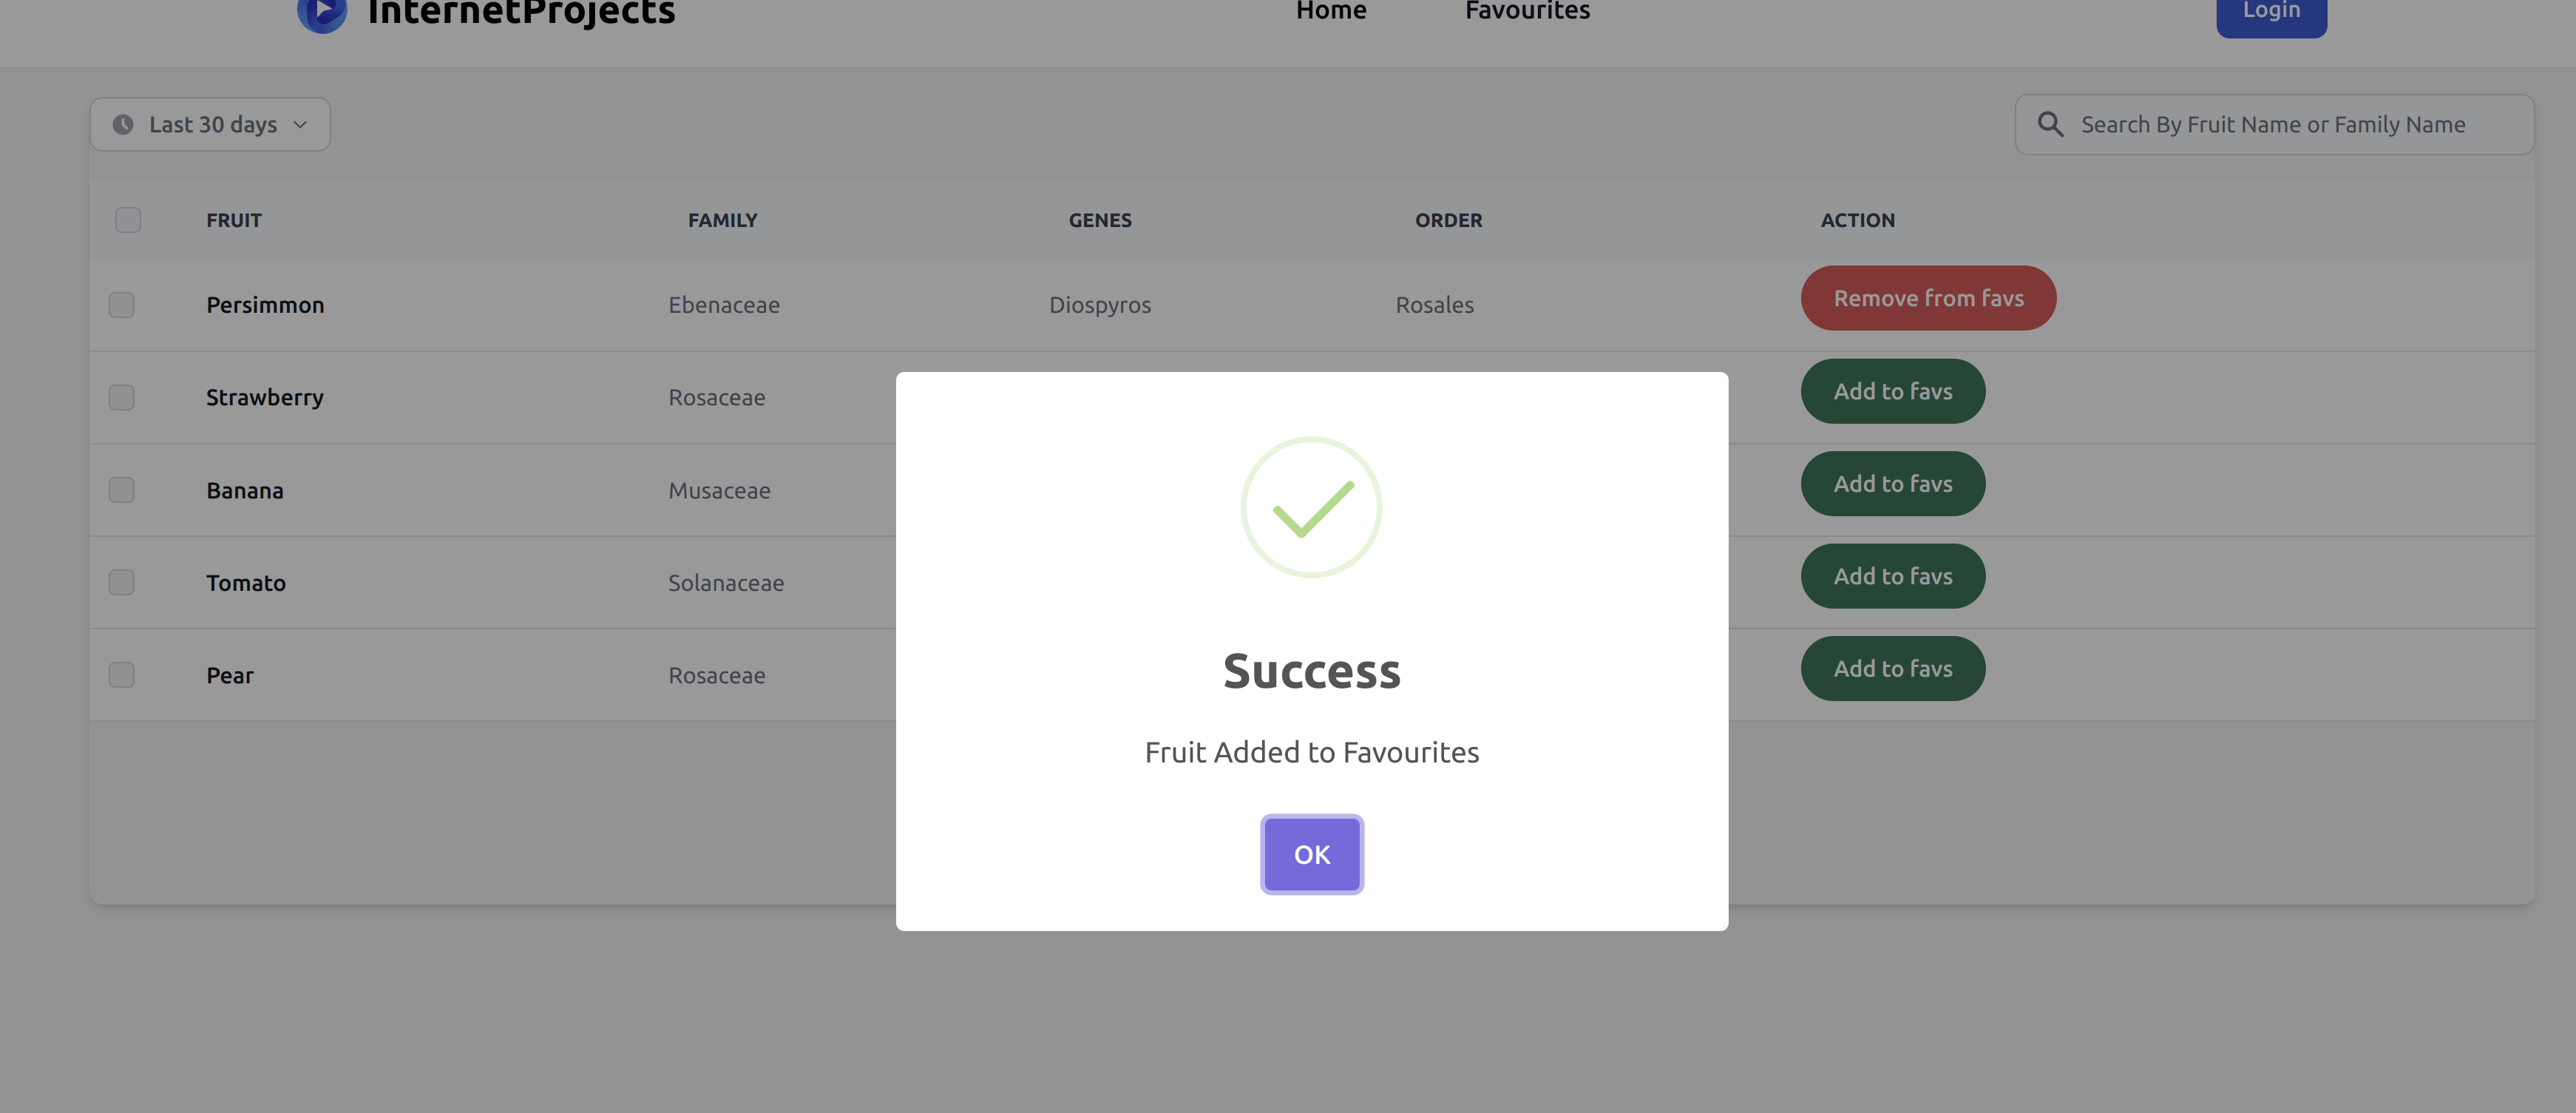 InternetProjects
Home
Favourites
Login
Last 30 days
Search By Fruit Name or Family Name
FRUIT FAMILY GENES ORDER ACTION
Persimmon Ebenaceae Diospyros Rosales Remove from favs
Strawberry Rosaceae Add to favs
Banana Musaceae Add to favs
Tomato Solanaceae Add to favs
Pear Rosaceae Add to favs
Success
Fruit Added to Favourites
OK